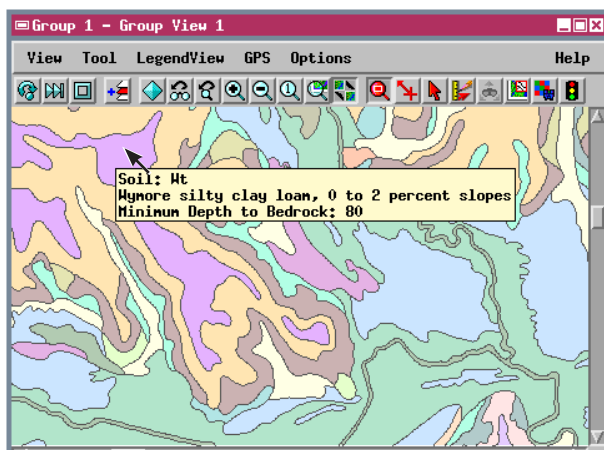 Group 1 - Group View 1
View Tool LegendView GPS Options Help
Soil: Wt
Wymore silty clay loam, 0 to 2 percent slopes
Minimum Depth to Bedrock: 80